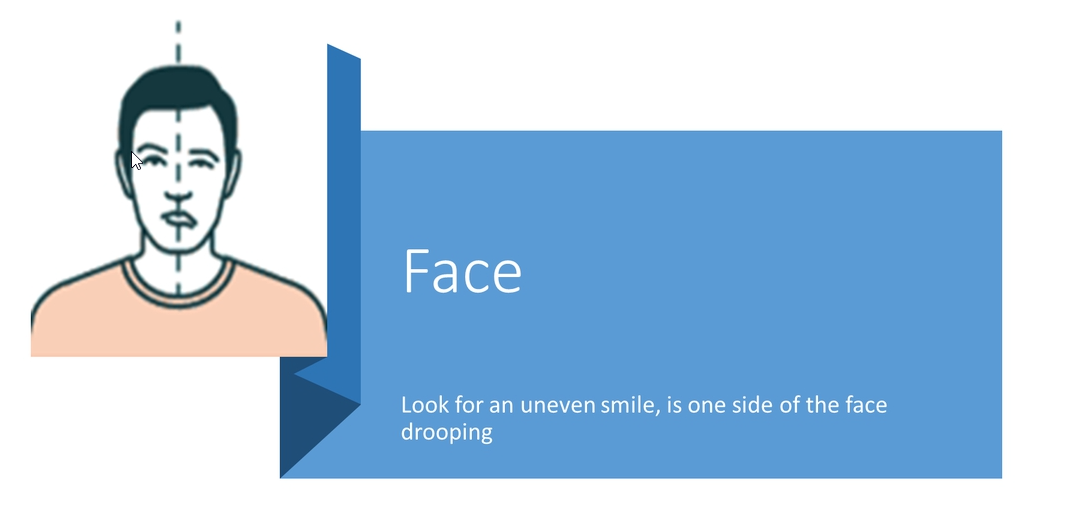 Face
Look for an uneven smile, is one side of the face
drooping